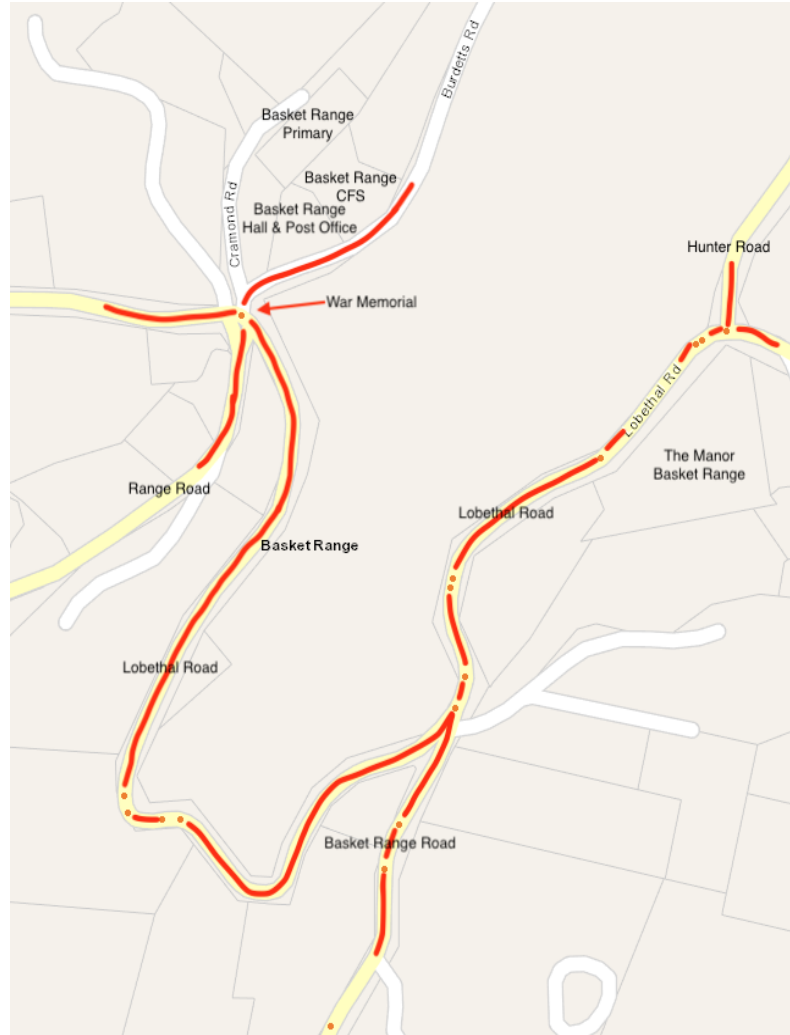 Burdetts Rd
Basket Range
Primary
Basket Range
CFS
Cramond Rd
Basket Range
Hall & Post Office
Hunter Road
War Memorial
Lobethal Rd
The Manor
Basket Range
Range Road
Lobethal Road
Basket Range
Lobethal Road
Basket Range Road